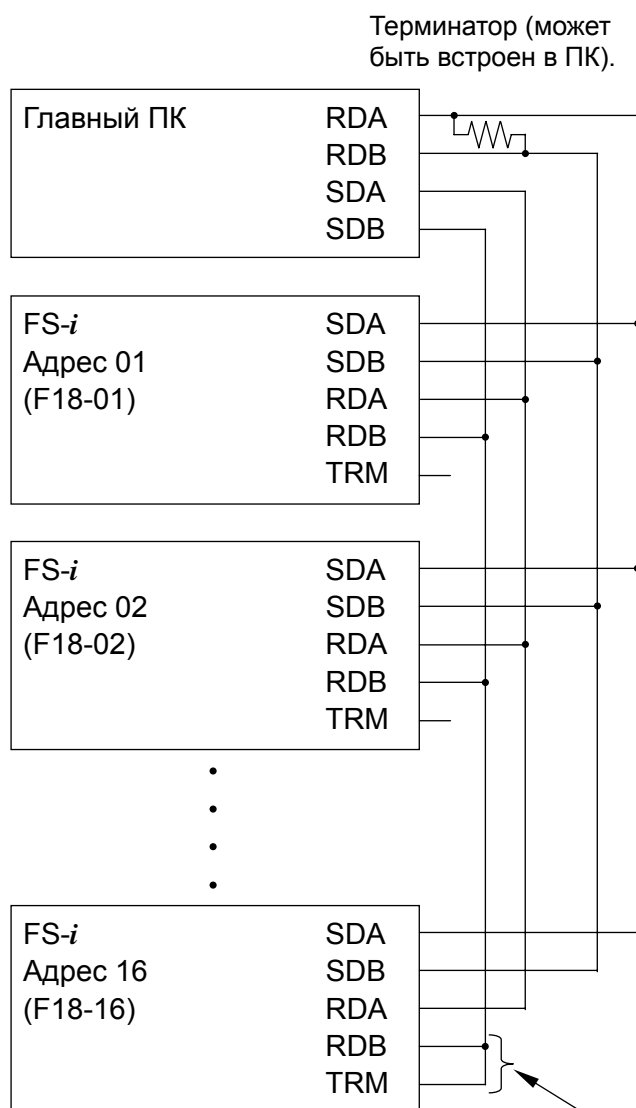 Терминатор (может
быть встроен в ПК).
Главный ПК RDA
RDB
SDA
SDB
FS-i SDA
Адрес 01 SDB
(F18-01) RDA
RDB
TRM
FS-i SDA
Адрес 02 SDB
(F18-02) RDA
RDB
TRM
FS-i SDA
Адрес 16 SDB
(F18-16) RDA
RDB
TRM